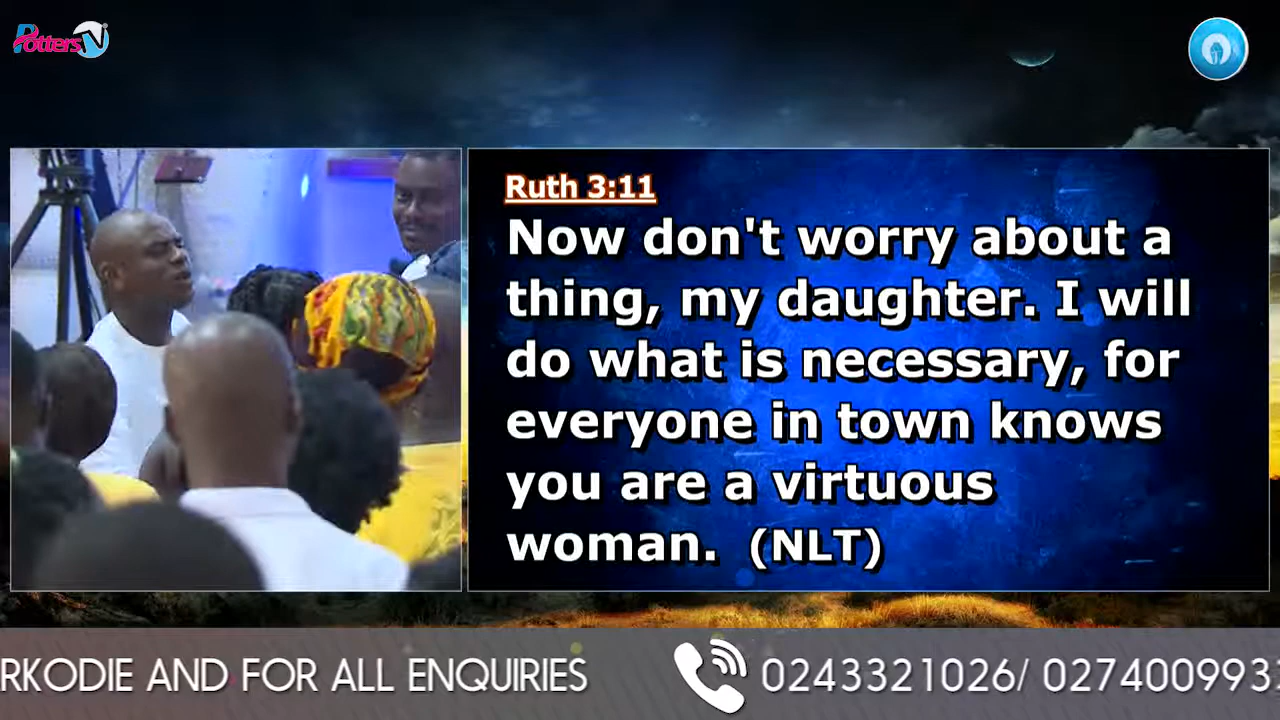 PottersTV
Ruth 3:11
Now don't worry about a
thing, my daughter. I will
do what is necessary, for
everyone in town knows
you are a virtuous
woman. (NLT)
RKODIE AND FOR ALL ENQUIRIES
0243321026/ 027400993